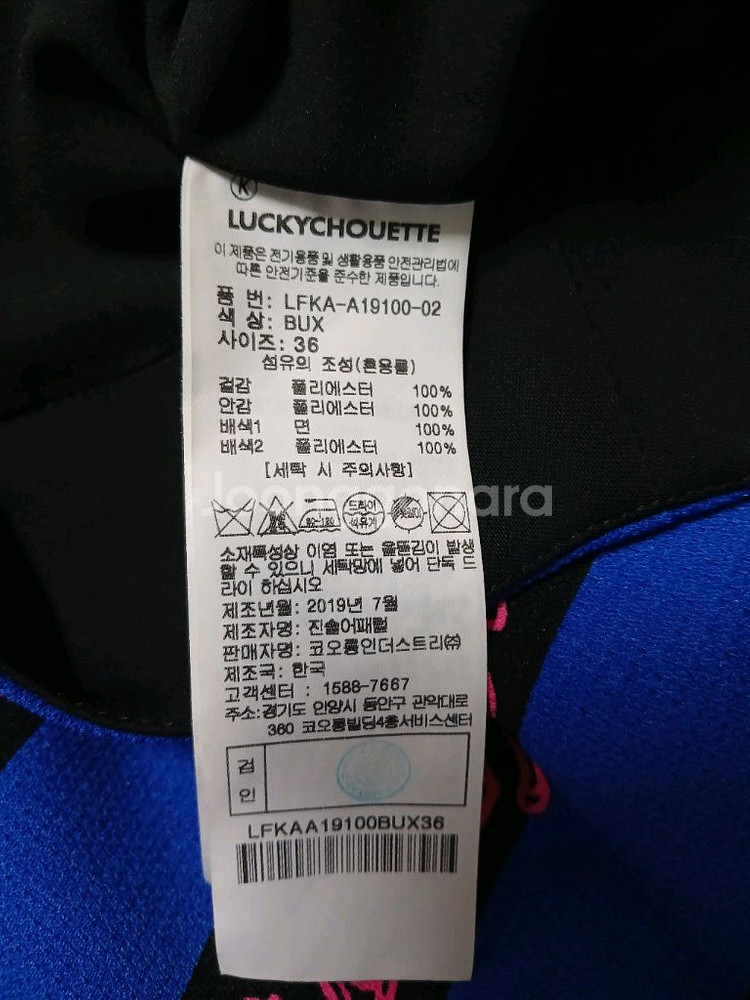 K
LUCKYCHOUETTE
이 제품은 전기용품 및 생활용품 안전관리법에
따른 안전기준을 준수한 제품입니다.
품 번: LFKA-A19100-02
색 상: BUX
사이즈: 36
섬유의 조성(혼용률)
겉감 폴리에스터 100%
안감 폴리에스터 100%
배색1 면 100%
배색2 폴리에스터 100%
[세탁 시 주의사항]
Joonggonara
드라이
석유계
소재특성상 이염 또는 올뜯김이 발생
할 수 있으니 세탁망에 넣어 단독 드
라이 하십시오
제조년월: 2019년 7월
제조자명: 진솔어패럴
판매자명: 코오롱인더스트리㈜
제조국: 한국
고객센터 : 1588-7667
주소:경기도 안양시 동안구 관악대로
360 코오롱빌딩4층서비스센터
검
인
LFKAA19100BUX36